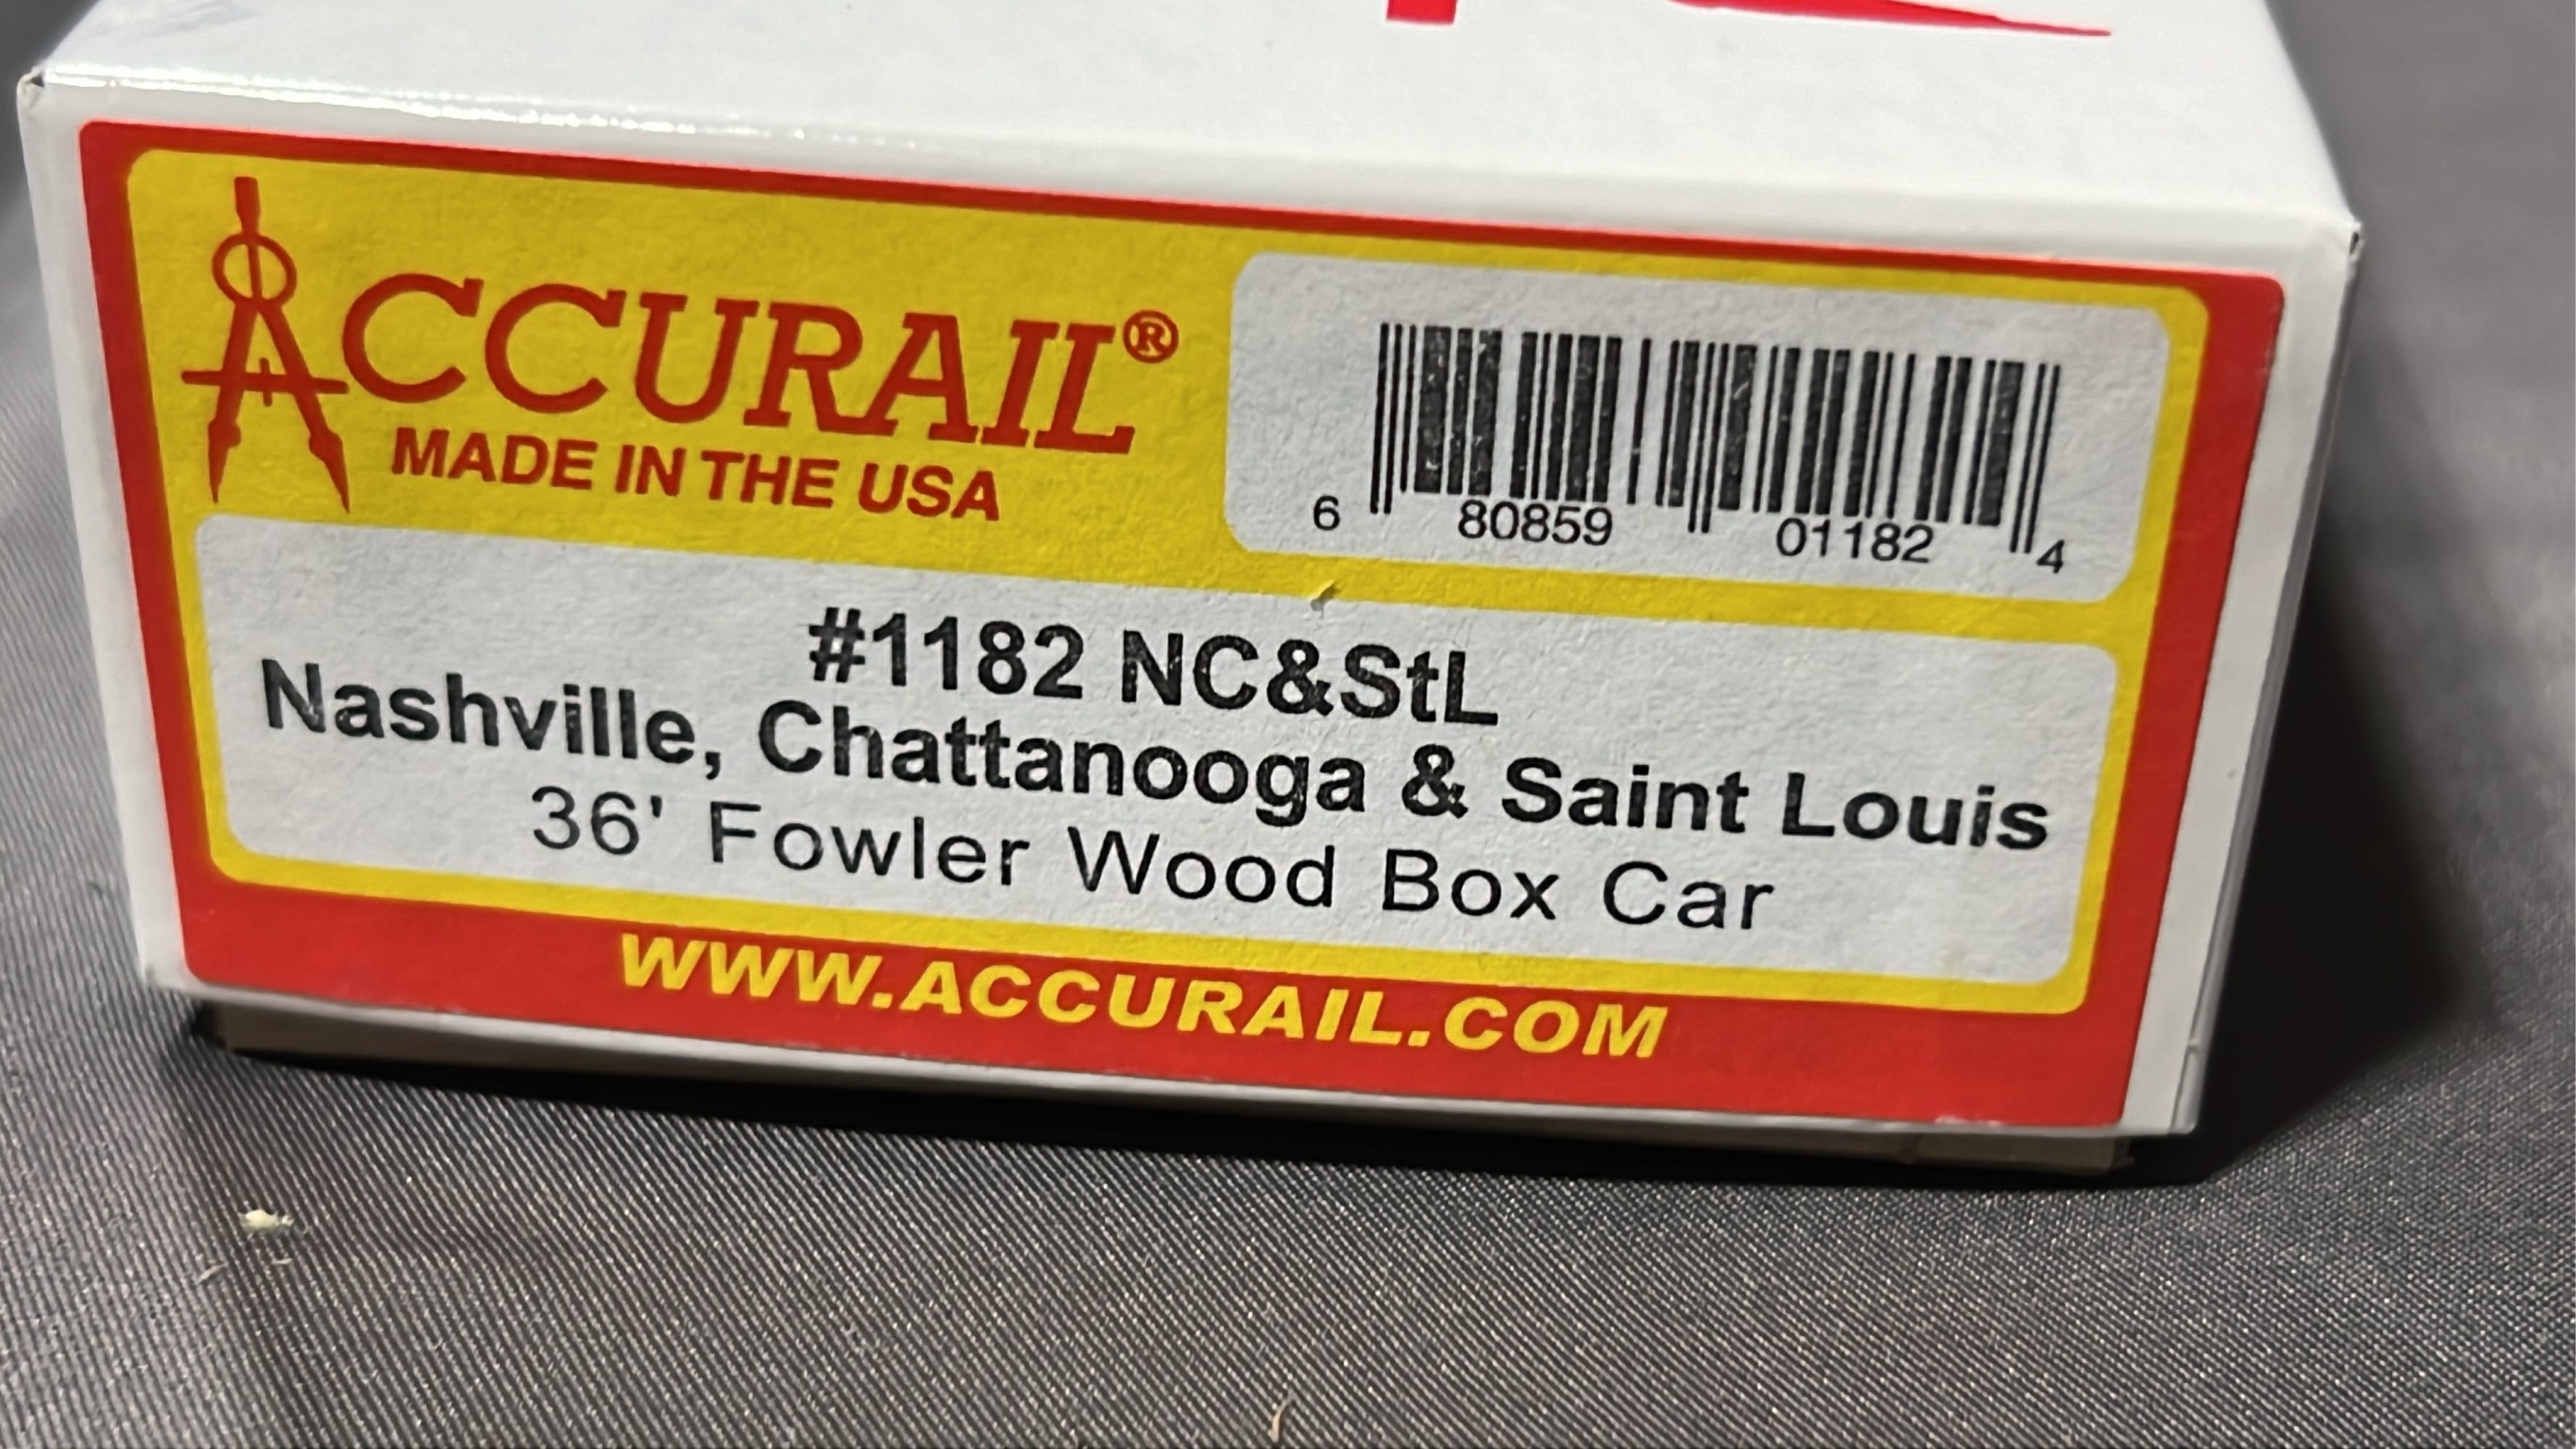 ACCURAIL®
MADE IN THE USA
6 80859 01182 4
#1182 NC&StL
Nashville, Chattanooga & Saint Louis
36' Fowler Wood Box Car
WWW.ACCURAIL.COM